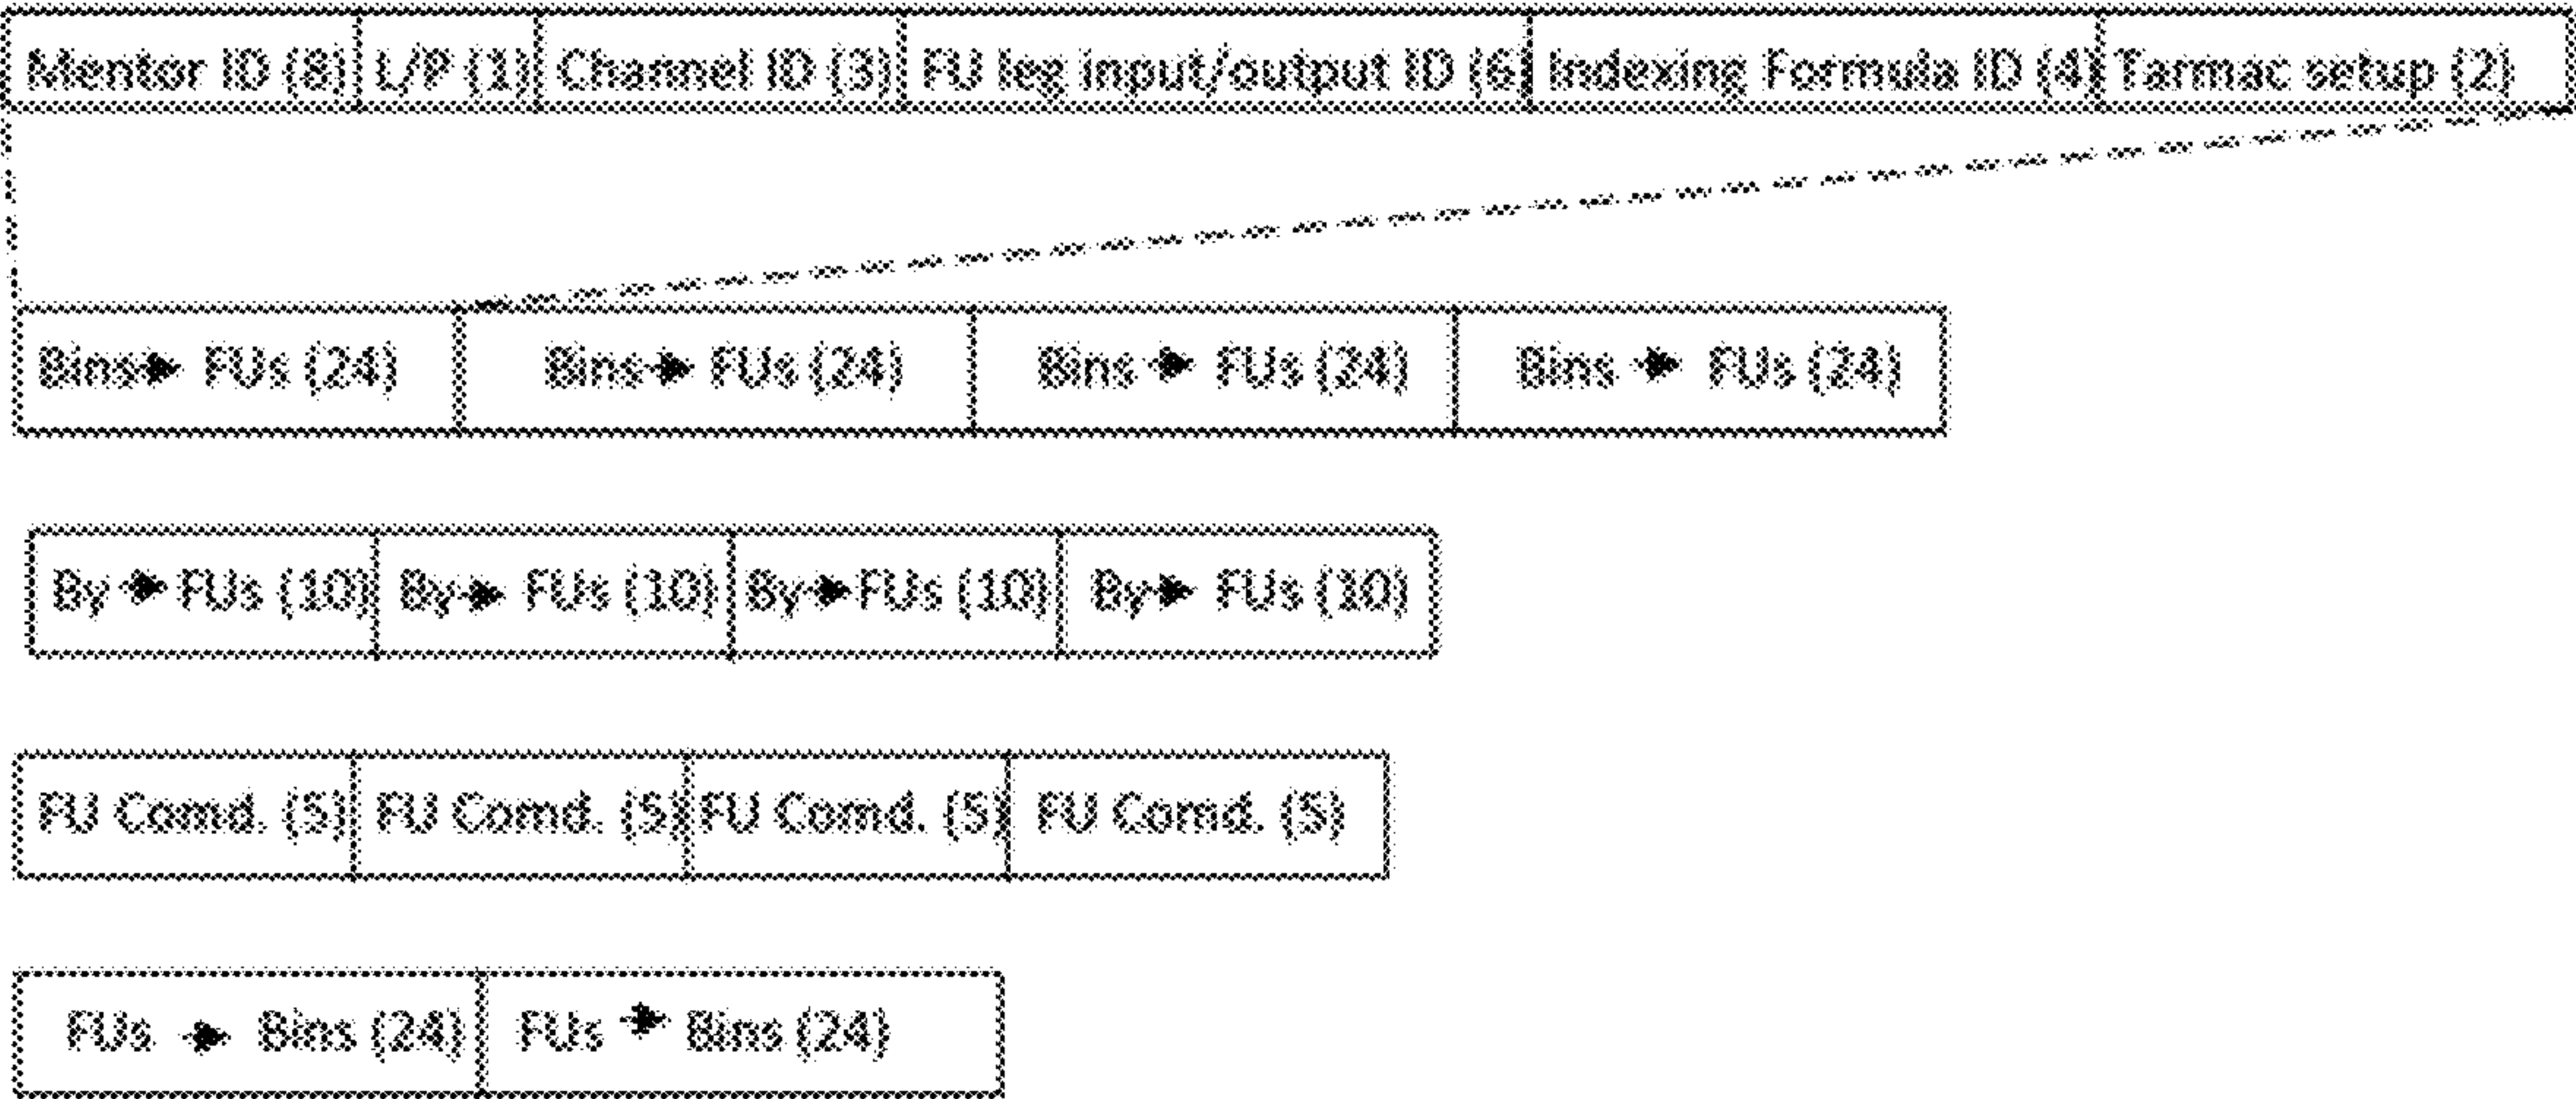 Mentor ID (8) L/P (1) Channel ID (3) FU leg input/output ID (6) Indexing Formula ID (4) Tarmac setup (2)
Bins → FUs (24) Bins → FUs (24) Bins → FUs (24) Bins → FUs (24)
By → FUs (10) By → FUs (10) By → FUs (10) By → FUs (10)
FU Comd. (5) FU Comd. (5) FU Comd. (5) FU Comd. (5)
FUs → Bins (24) FUs → Bins (24)